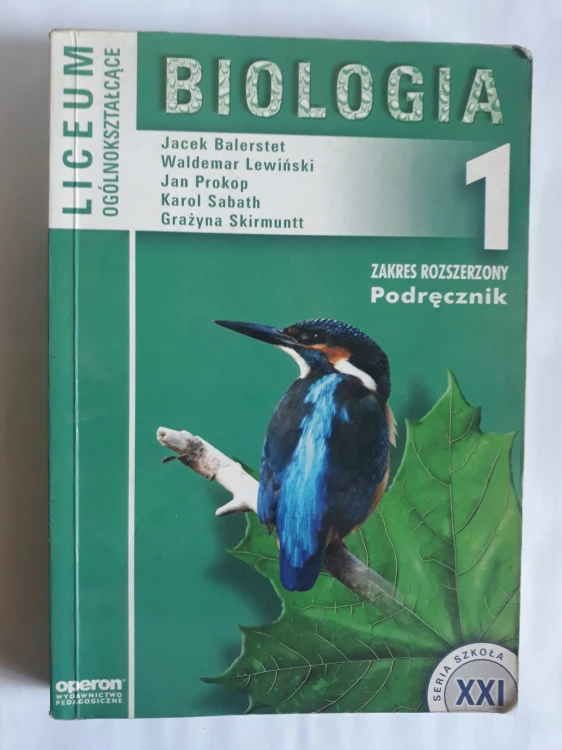 LICEUM
OGÓLNOKSZTAŁCĄCE
BIOLOGIA
Jacek Balerstet
Waldemar Lewiński
Jan Prokop
Karol Sabath
Grażyna Skirmuntt
1
ZAKRES ROZSZERZONY
Podręcznik
operon
WYDAWNICTWO
PEDAGOGICZNE
SERIA SZKOŁA
XXI